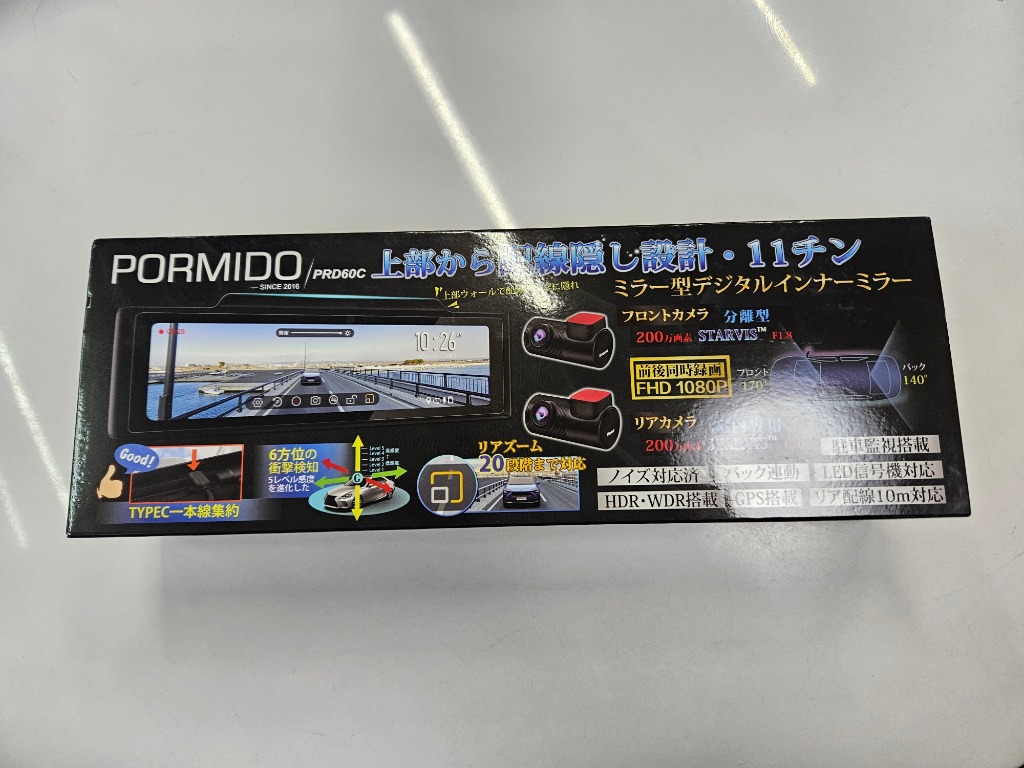 PORMIDO
— SINCE 2016
/PRD60C
上部から配線隠し設計・11チン
ミラー型デジタルインナーミラー
10:26
フロントカメラ 分離型
200万画素 STARVIS™ F1.8
前後同時録画
FHD 1080P
フロント
170°
バック
140°
リアカメラ
Good!
TYPEC一本線集約
6方位の
衝撃検知
5レベル感度
を進化した
G
リアズーム
20段階まで対応
駐車監視搭載
ノイズ対応済
バック連動
LED信号機対応
HDR・WDR搭載
GPS搭載
リア配線10m対応